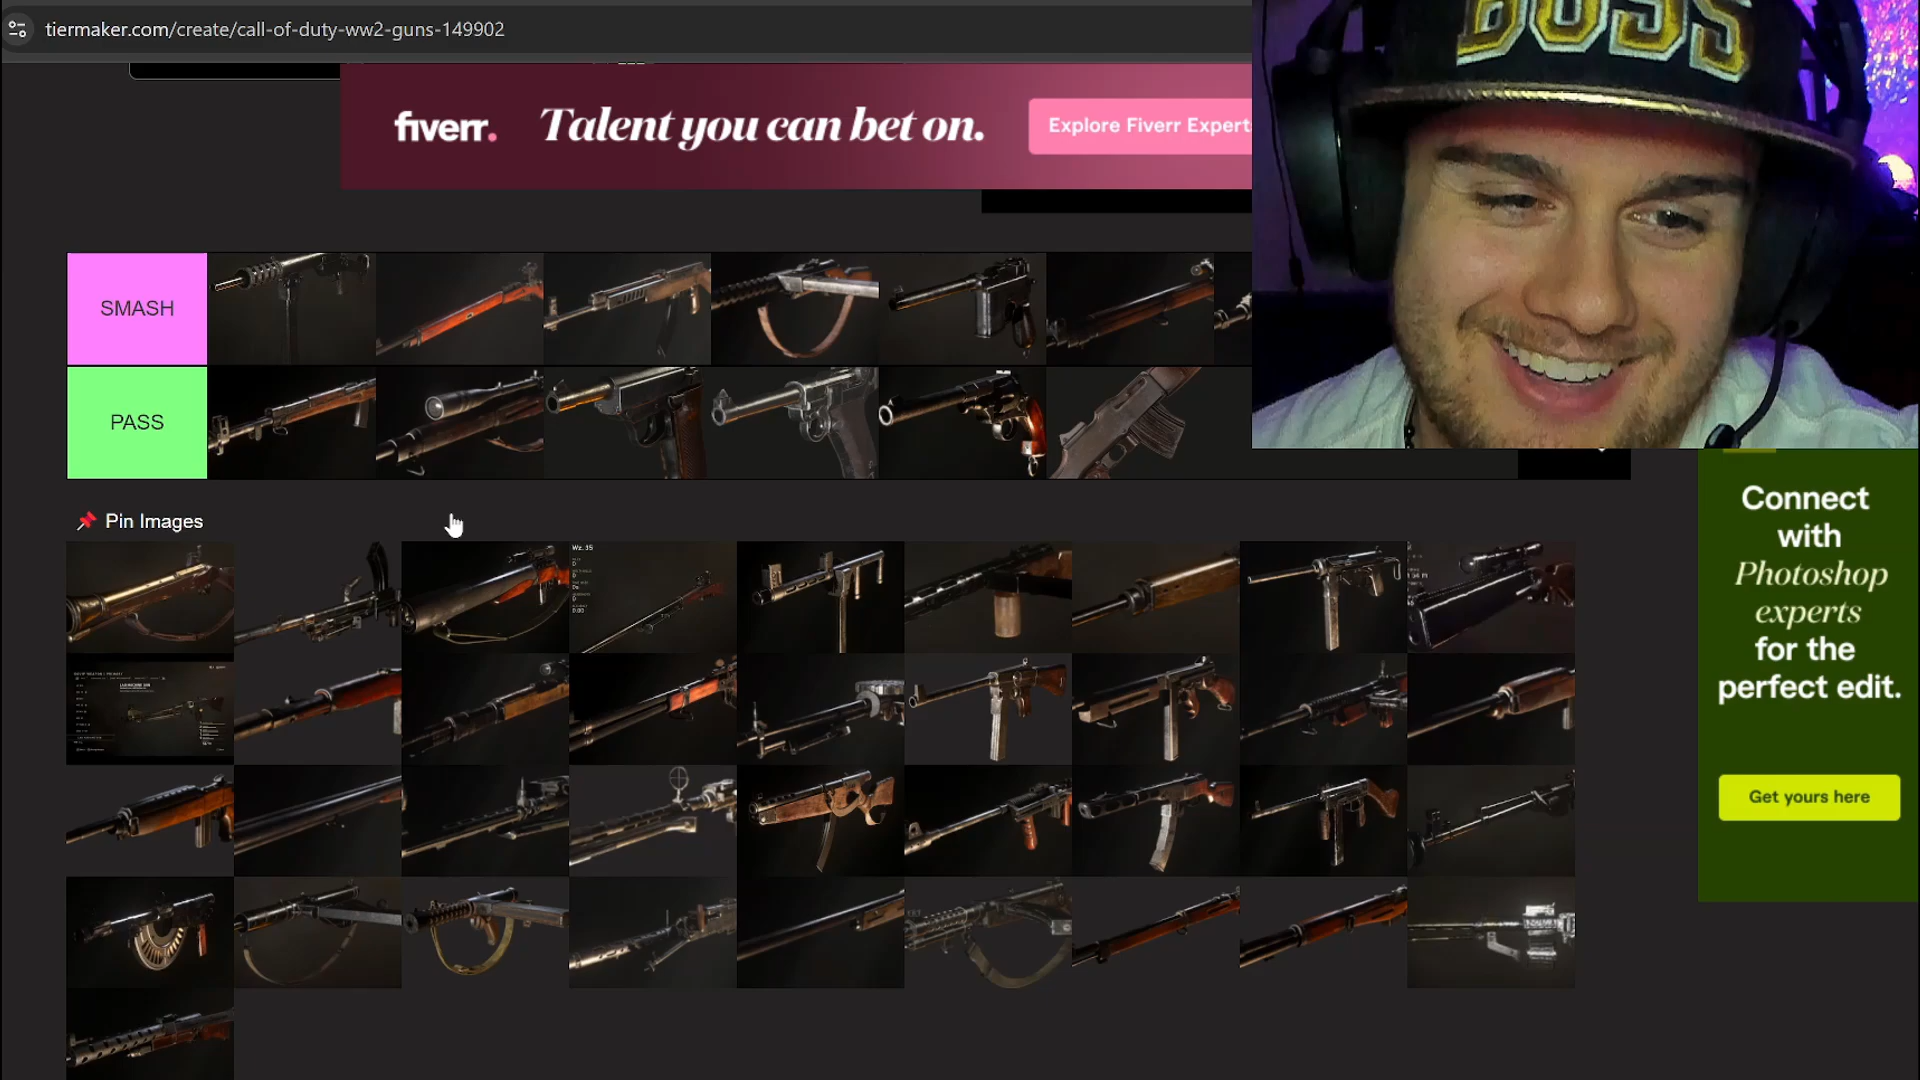 tiermaker.com/create/call-of-duty-ww2-guns-149902
BOSS
fiverr.
Talent you can bet on.
Explore Fiverr Expert
SMASH
PASS
Pin Images
Wz. 35
Connect
with
Photoshop
experts
for the
perfect edit.
Get yours here